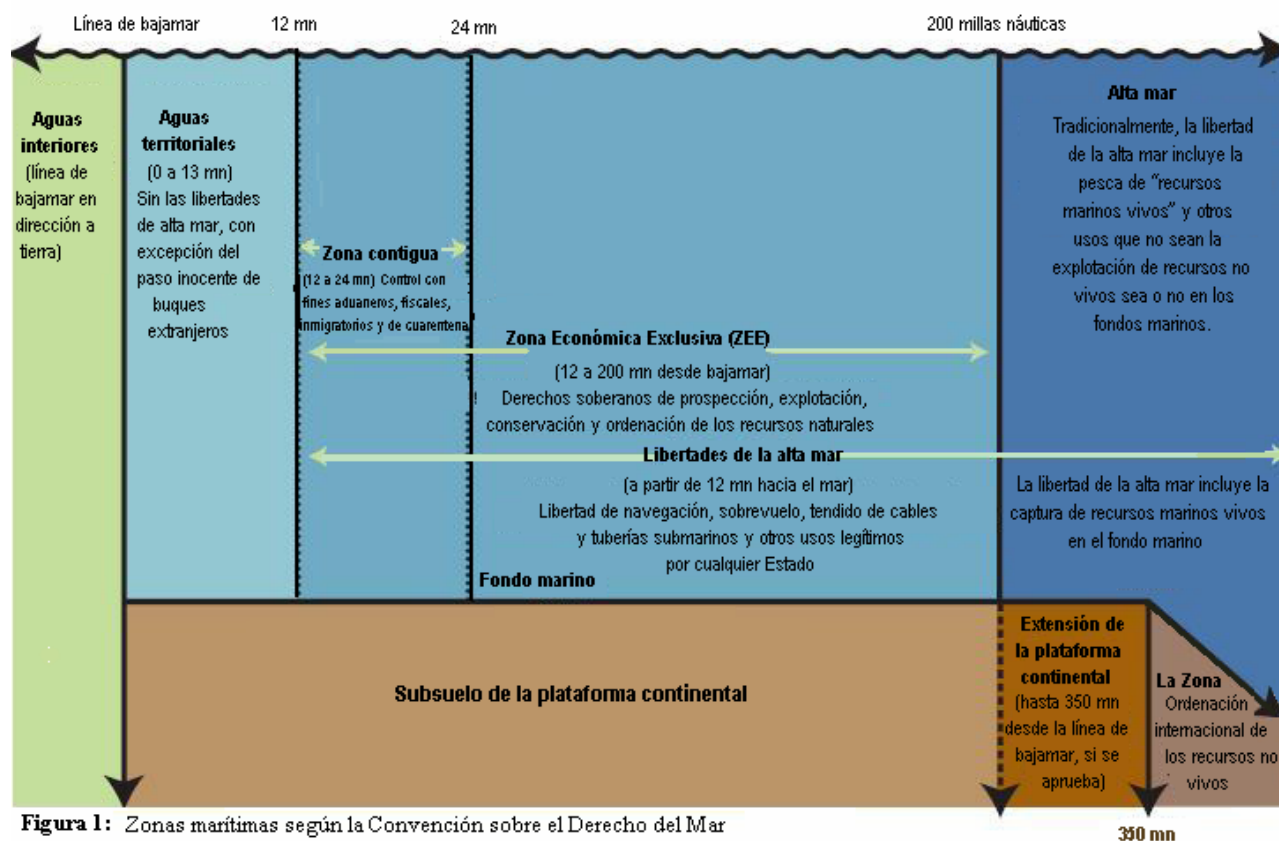 Línea de bajamar
12 mn
24 mn
200 millas náuticas
Aguas
interiores
(línea de
bajamar en
dirección a
tierra)
Aguas
territoriales
(0 a 13 mn)
Sin las libertades
de alta mar, con
excepción del
paso inocente de
buques
extranjeros
Zona contigua
(12 a 24 mn) Control con
fines aduaneros, fiscales,
inmigratorios y de cuarentena
Zona Económica Exclusiva (ZEE)
(12 a 200 mn desde bajamar)
Derechos soberanos de prospección, explotación,
conservación y ordenación de los recursos naturales
Libertades de la alta mar
(a partir de 12 mn hacia el mar)
Libertad de navegación, sobrevuelo, tendido de cables
y tuberías submarinos y otros usos legítimos
por cualquier Estado
Fondo marino
Alta mar
Tradicionalmente, la libertad
de la alta mar incluye la
pesca de “recursos
marinos vivos” y otros
usos que no sean la
explotación de recursos no
vivos sea o no en los
fondos marinos.
La libertad de la alta mar incluye la
captura de recursos marinos vivos
en el fondo marino
Subsuelo de la plataforma continental
Extensión de
la plataforma
continental
(hasta 350 mn
desde la línea de
bajamar, si se
aprueba)
La Zona
Ordenación
internacional de
los recursos no
vivos
Figura 1: Zonas marítimas según la Convención sobre el Derecho del Mar
350 mn